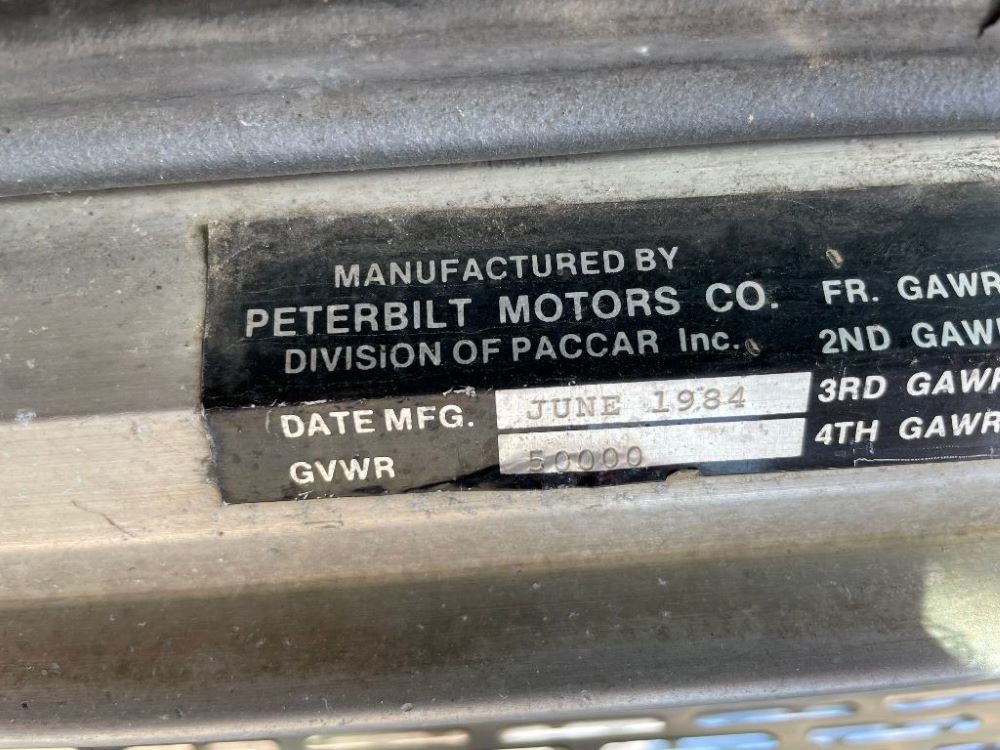 MANUFACTURED BY
PETERBILT MOTORS CO.
DIVISION OF PACCAR Inc.
DATE MFG. JUNE 1984
GVWR 50000
FR. GAWR
2ND GAWR
3RD GAWR
4TH GAWR